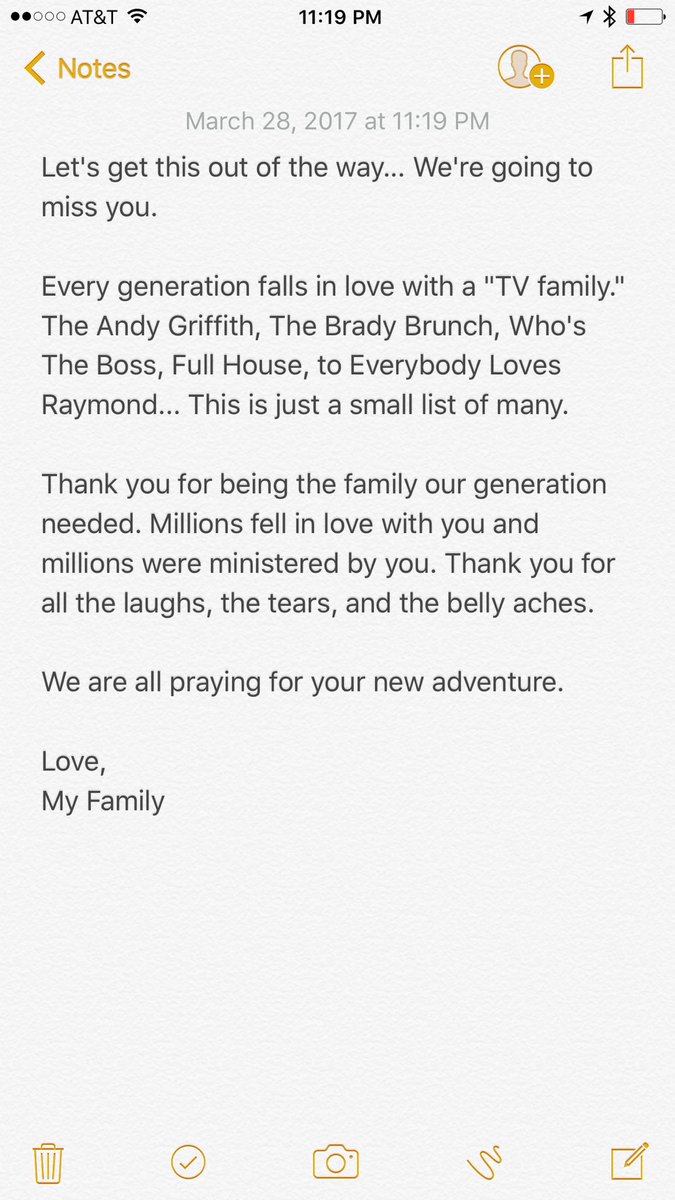 AT&T 11:19 PM
Notes
March 28, 2017 at 11:19 PM
Let's get this out of the way... We're going to
miss you.
Every generation falls in love with a "TV family."
The Andy Griffith, The Brady Brunch, Who's
The Boss, Full House, to Everybody Loves
Raymond... This is just a small list of many.
Thank you for being the family our generation
needed. Millions fell in love with you and
millions were ministered by you. Thank you for
all the laughs, the tears, and the belly aches.
We are all praying for your new adventure.
Love,
My Family